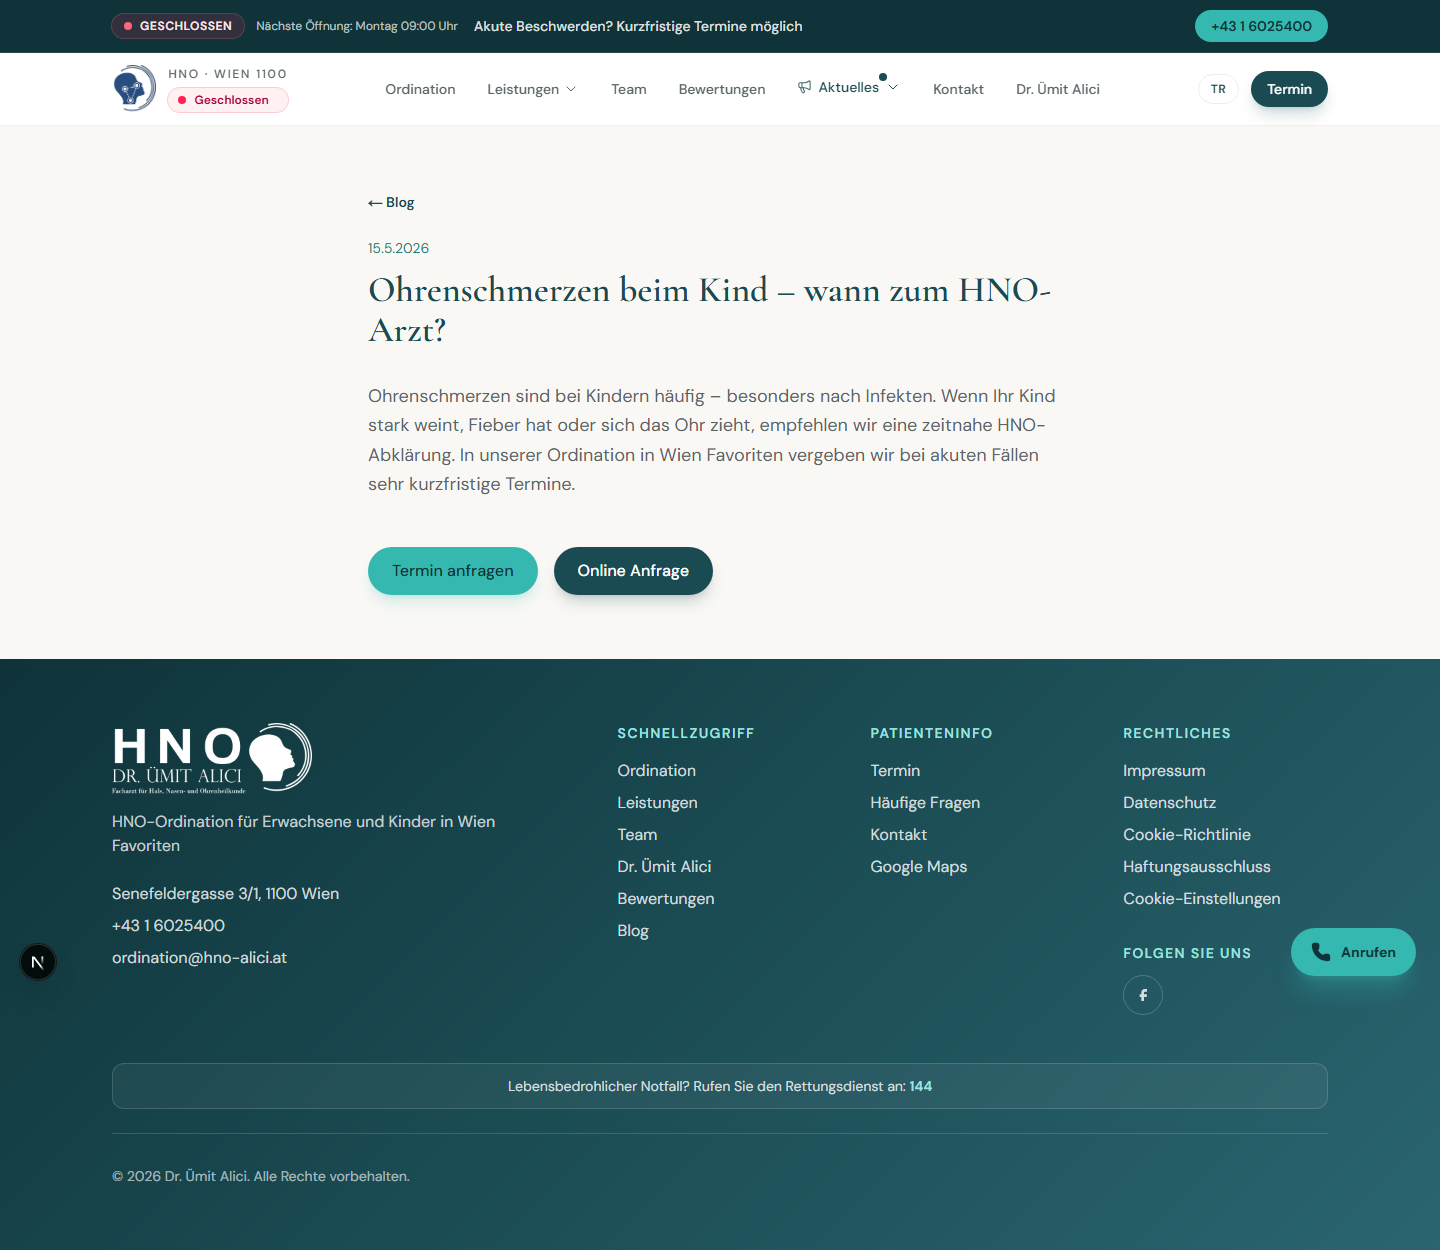 GESCHLOSSEN Nächste Öffnung: Montag 09:00 Uhr Akute Beschwerden? Kurzfristige Termine möglich +43 1 6025400
HNO · WIEN 1100
Geschlossen
Ordination Leistungen Team Bewertungen Aktuelles Kontakt Dr. Ümit Alici TR Termin
← Blog
15.5.2026
Ohrenschmerzen beim Kind – wann zum HNO-
Arzt?
Ohrenschmerzen sind bei Kindern häufig – besonders nach Infekten. Wenn Ihr Kind
stark weint, Fieber hat oder sich das Ohr zieht, empfehlen wir eine zeitnahe HNO-
Abklärung. In unserer Ordination in Wien Favoriten vergeben wir bei akuten Fällen
sehr kurzfristige Termine.
Termin anfragen Online Anfrage
HNO
DR. ÜMIT ALICI
Facharzt für Hals, Nasen- und Ohrenheilkunde
HNO-Ordination für Erwachsene und Kinder in Wien
Favoriten
Senefeldergasse 3/1, 1100 Wien
+43 1 6025400
ordination@hno-alici.at
SCHNELLZUGRIFF
Ordination
Leistungen
Team
Dr. Ümit Alici
Bewertungen
Blog
PATIENTENINFO
Termin
Häufige Fragen
Kontakt
Google Maps
RECHTLICHES
Impressum
Datenschutz
Cookie-Richtlinie
Haftungsausschluss
Cookie-Einstellungen
FOLGEN SIE UNS
Anrufen
N
Lebensbedrohlicher Notfall? Rufen Sie den Rettungsdienst an: 144
© 2026 Dr. Ümit Alici. Alle Rechte vorbehalten.